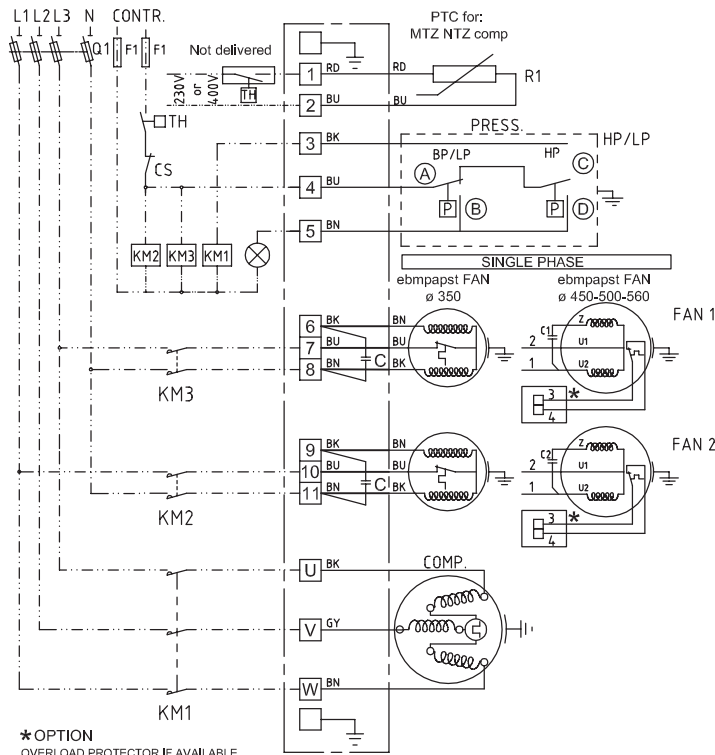 L1 L2 L3 N CONTR.
Q1 F1 F1
Not delivered
PTC for:
MTZ NTZ comp
230V
or
400V
TH
1 RD RD R1
2 BU BU
TH
CS
3 BK
PRESS.
HP/LP
BP/LP HP C
A
4 BU
P B P D
5 BN
KM2 KM3 KM1
SINGLE PHASE
ebmpapst FAN
ø 350
ebmpapst FAN
ø 450-500-560
FAN 1
6 BK BN
7 BU BU
8 BN C BK
C1 Z
2 U1
1 U2
3 *
4
KM3
FAN 2
9 BK BN
10 BU BU
11 BN C BK
C2 Z
2 U1
1 U2
3 *
4
KM2
U BK
COMP.
V GY
W BN
KM1
* OPTION
OVERLOAD PROTECTOR IF AVAILABLE